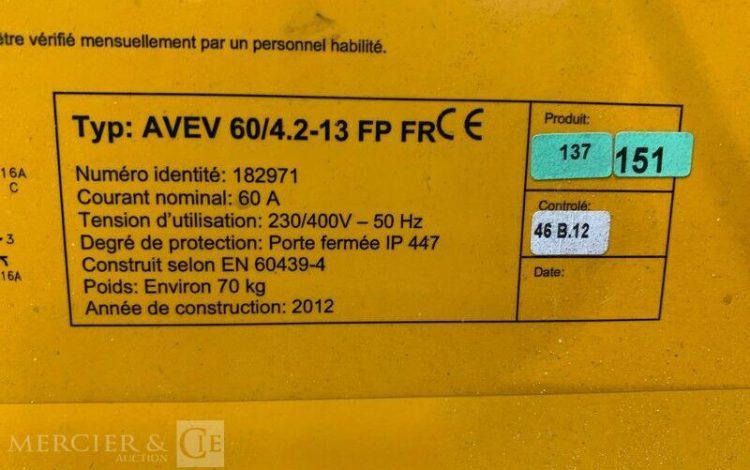 être vérifié mensuellement par un personnel habilité.
Typ: AVEV 60/4.2-13 FP FR CE
Numéro identité: 182971
Courant nominal: 60 A
Tension d'utilisation: 230/400V – 50 Hz
Degré de protection: Porte fermée IP 447
Construit selon EN 60439-4
Poids: Environ 70 kg
Année de construction: 2012
Produit:
137
151
Controlé:
46 B.12
Date:
16A
C
3
16A
MERCIER & CIE
AUCTION